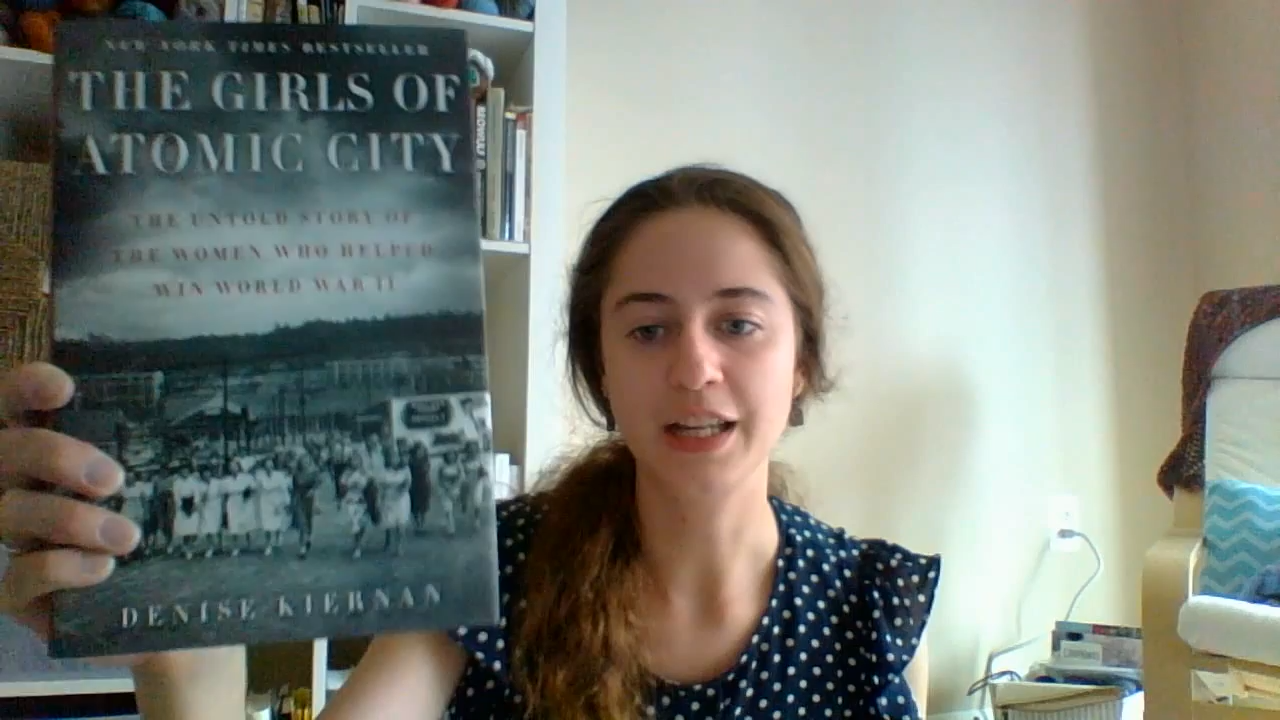 NEW YORK TIMES BESTSELLER
THE GIRLS OF
ATOMIC CITY
THE UNTOLD STORY OF
THE WOMEN WHO HELPED
WIN WORLD WAR II
DENISE KIERNAN